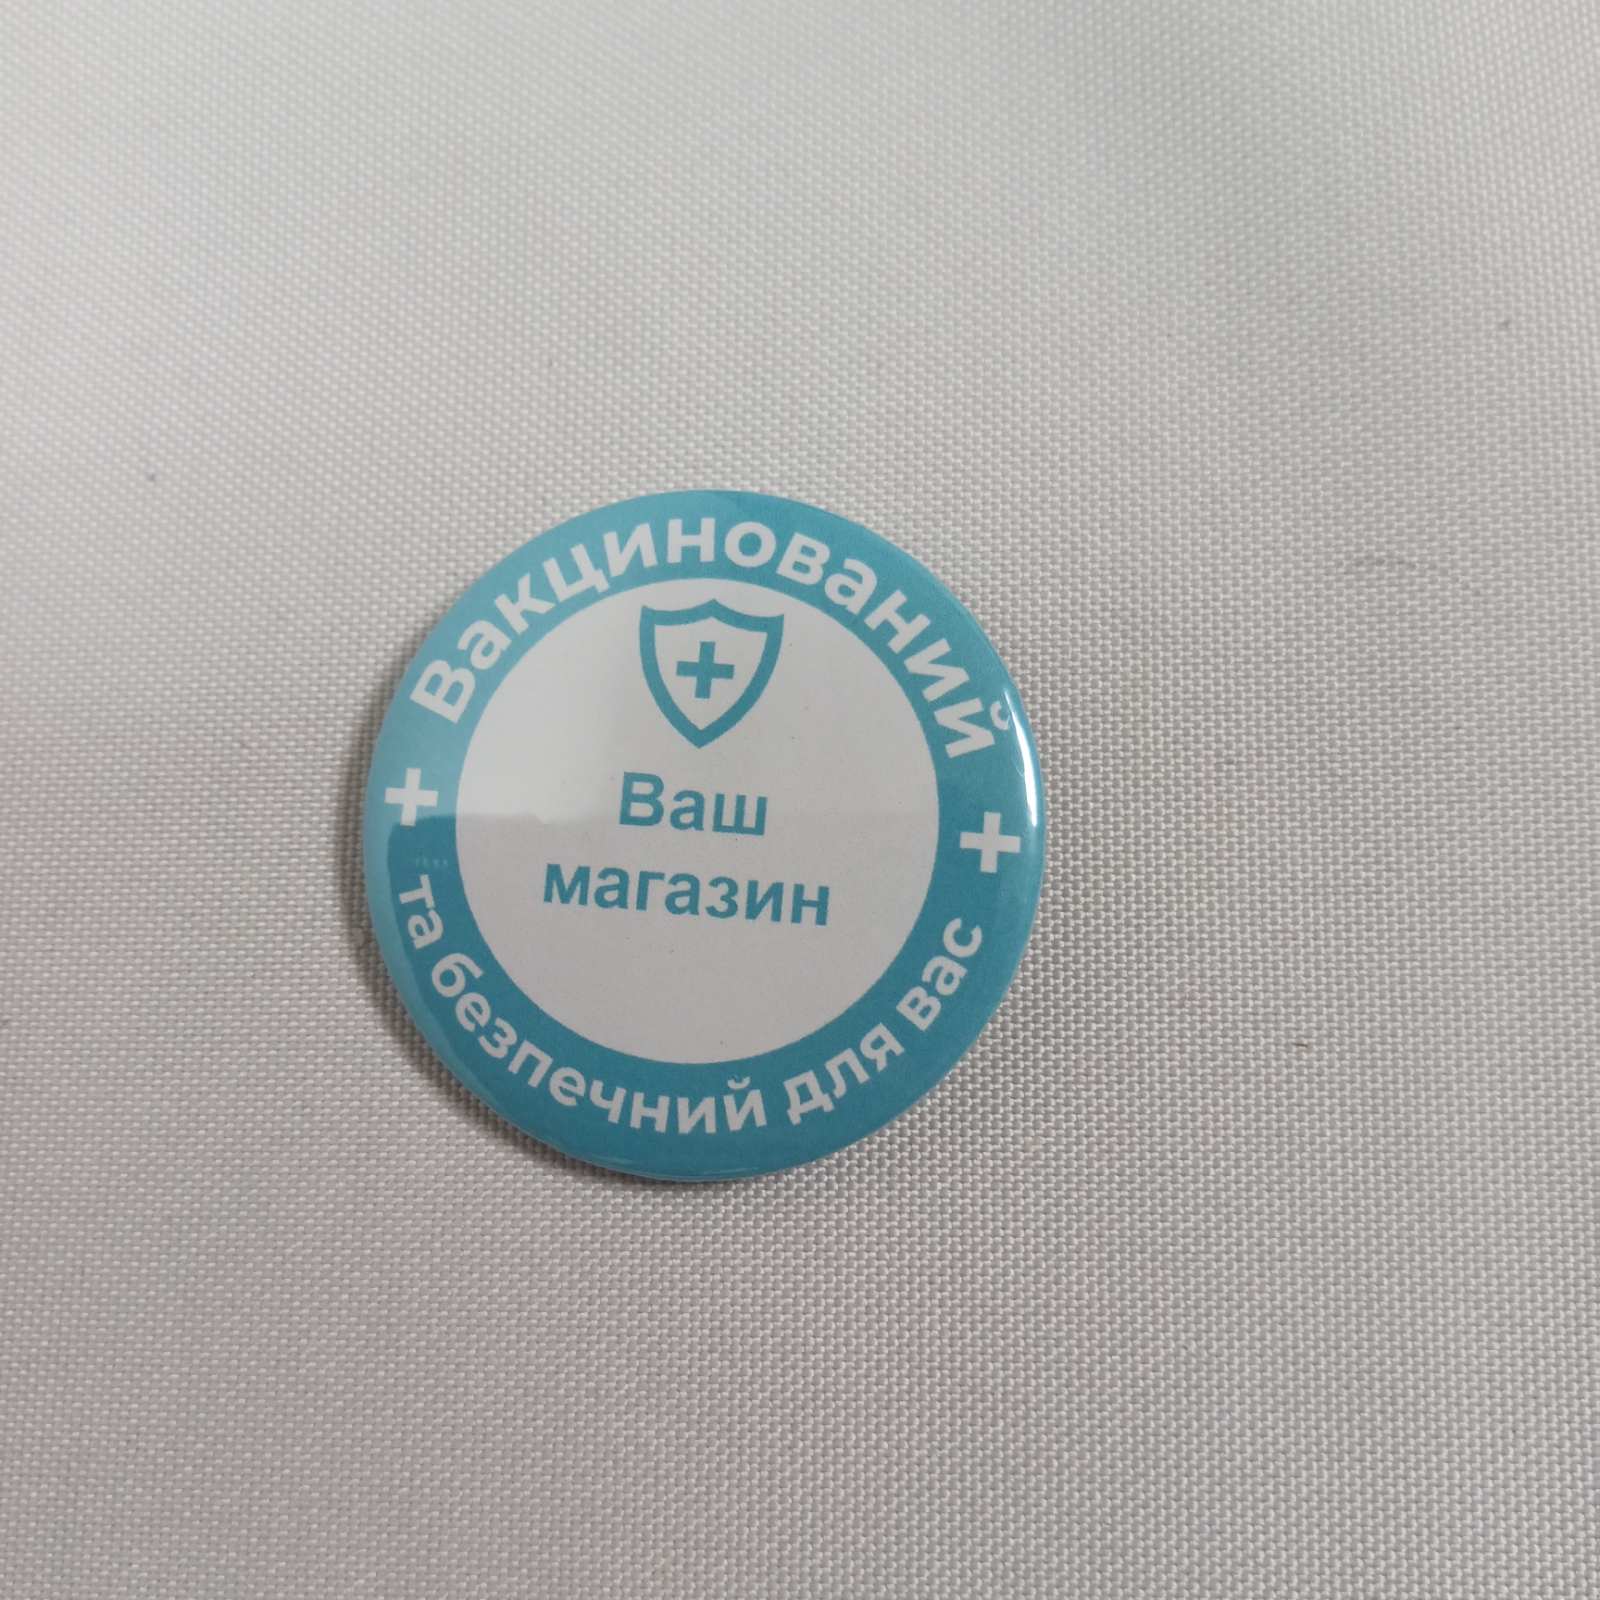 Вакцинований
Ваш
магазин
та безпечний для вас